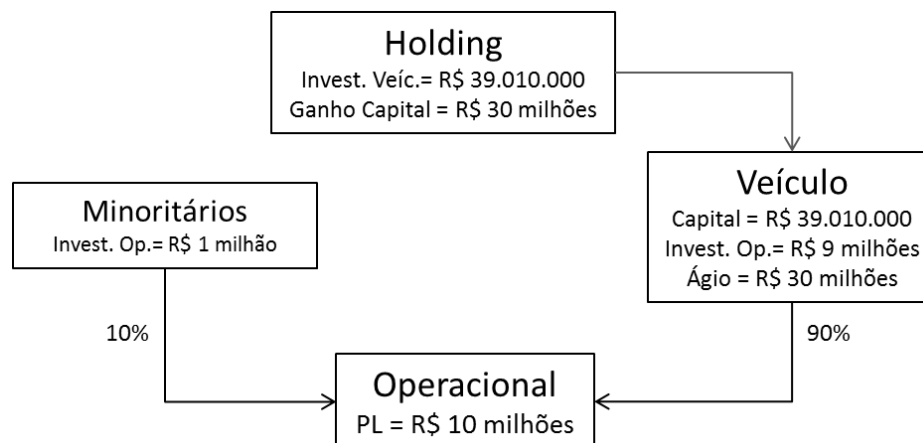 Holding
Invest. Veíc.= R$ 39.010.000
Ganho Capital = R$ 30 milhões
Veículo
Capital = R$ 39.010.000
Invest. Op.= R$ 9 milhões
Ágio = R$ 30 milhões
Minoritários
Invest. Op.= R$ 1 milhão
10%
90%
Operacional
PL = R$ 10 milhões